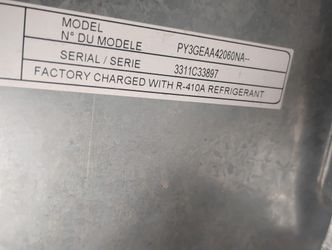 MODEL
N° DU MODELE PY3GEAA42060NA--
SERIAL / SERIE 3311C33897
FACTORY CHARGED WITH R-410A REFRIGERANT